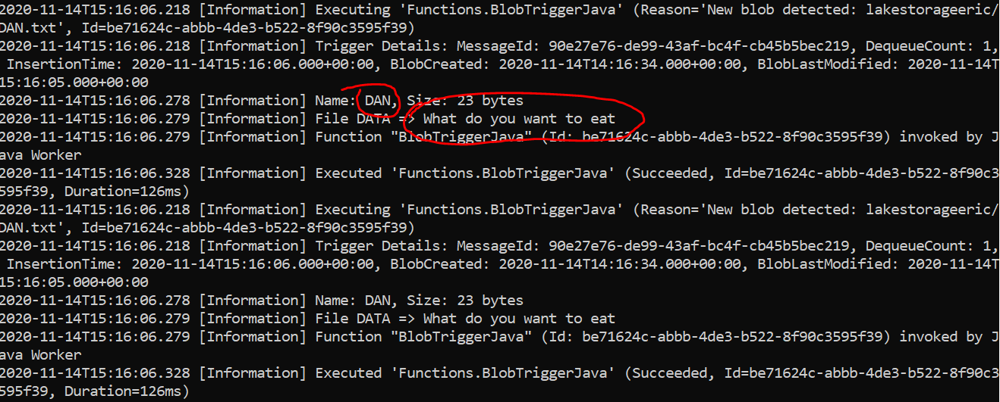 2020-11-14T15:16:06.218 [Information] Executing 'Functions.BlobTriggerJava' (Reason='New blob detected: lakestorageeric/
DAN.txt', Id=be71624c-abbb-4de3-b522-8f90c3595f39)
2020-11-14T15:16:06.218 [Information] Trigger Details: MessageId: 90e27e76-de99-43af-bc4f-cb45b5bec219, DequeueCount: 1,
InsertionTime: 2020-11-14T15:16:06.000+00:00, BlobCreated: 2020-11-14T14:16:34.000+00:00, BlobLastModified: 2020-11-14T
15:16:05.000+00:00
2020-11-14T15:16:06.278 [Information] Name: DAN, Size: 23 bytes
2020-11-14T15:16:06.279 [Information] File DATA => What do you want to eat
2020-11-14T15:16:06.279 [Information] Function "BlobTriggerJava" (Id: be71624c-abbb-4de3-b522-8f90c3595f39) invoked by J
ava Worker
2020-11-14T15:16:06.328 [Information] Executed 'Functions.BlobTriggerJava' (Succeeded, Id=be71624c-abbb-4de3-b522-8f90c3
595f39, Duration=126ms)
2020-11-14T15:16:06.218 [Information] Executing 'Functions.BlobTriggerJava' (Reason='New blob detected: lakestorageeric/
DAN.txt', Id=be71624c-abbb-4de3-b522-8f90c3595f39)
2020-11-14T15:16:06.218 [Information] Trigger Details: MessageId: 90e27e76-de99-43af-bc4f-cb45b5bec219, DequeueCount: 1,
InsertionTime: 2020-11-14T15:16:06.000+00:00, BlobCreated: 2020-11-14T14:16:34.000+00:00, BlobLastModified: 2020-11-14T
15:16:05.000+00:00
2020-11-14T15:16:06.278 [Information] Name: DAN, Size: 23 bytes
2020-11-14T15:16:06.279 [Information] File DATA => What do you want to eat
2020-11-14T15:16:06.279 [Information] Function "BlobTriggerJava" (Id: be71624c-abbb-4de3-b522-8f90c3595f39) invoked by J
ava Worker
2020-11-14T15:16:06.328 [Information] Executed 'Functions.BlobTriggerJava' (Succeeded, Id=be71624c-abbb-4de3-b522-8f90c3
595f39, Duration=126ms)